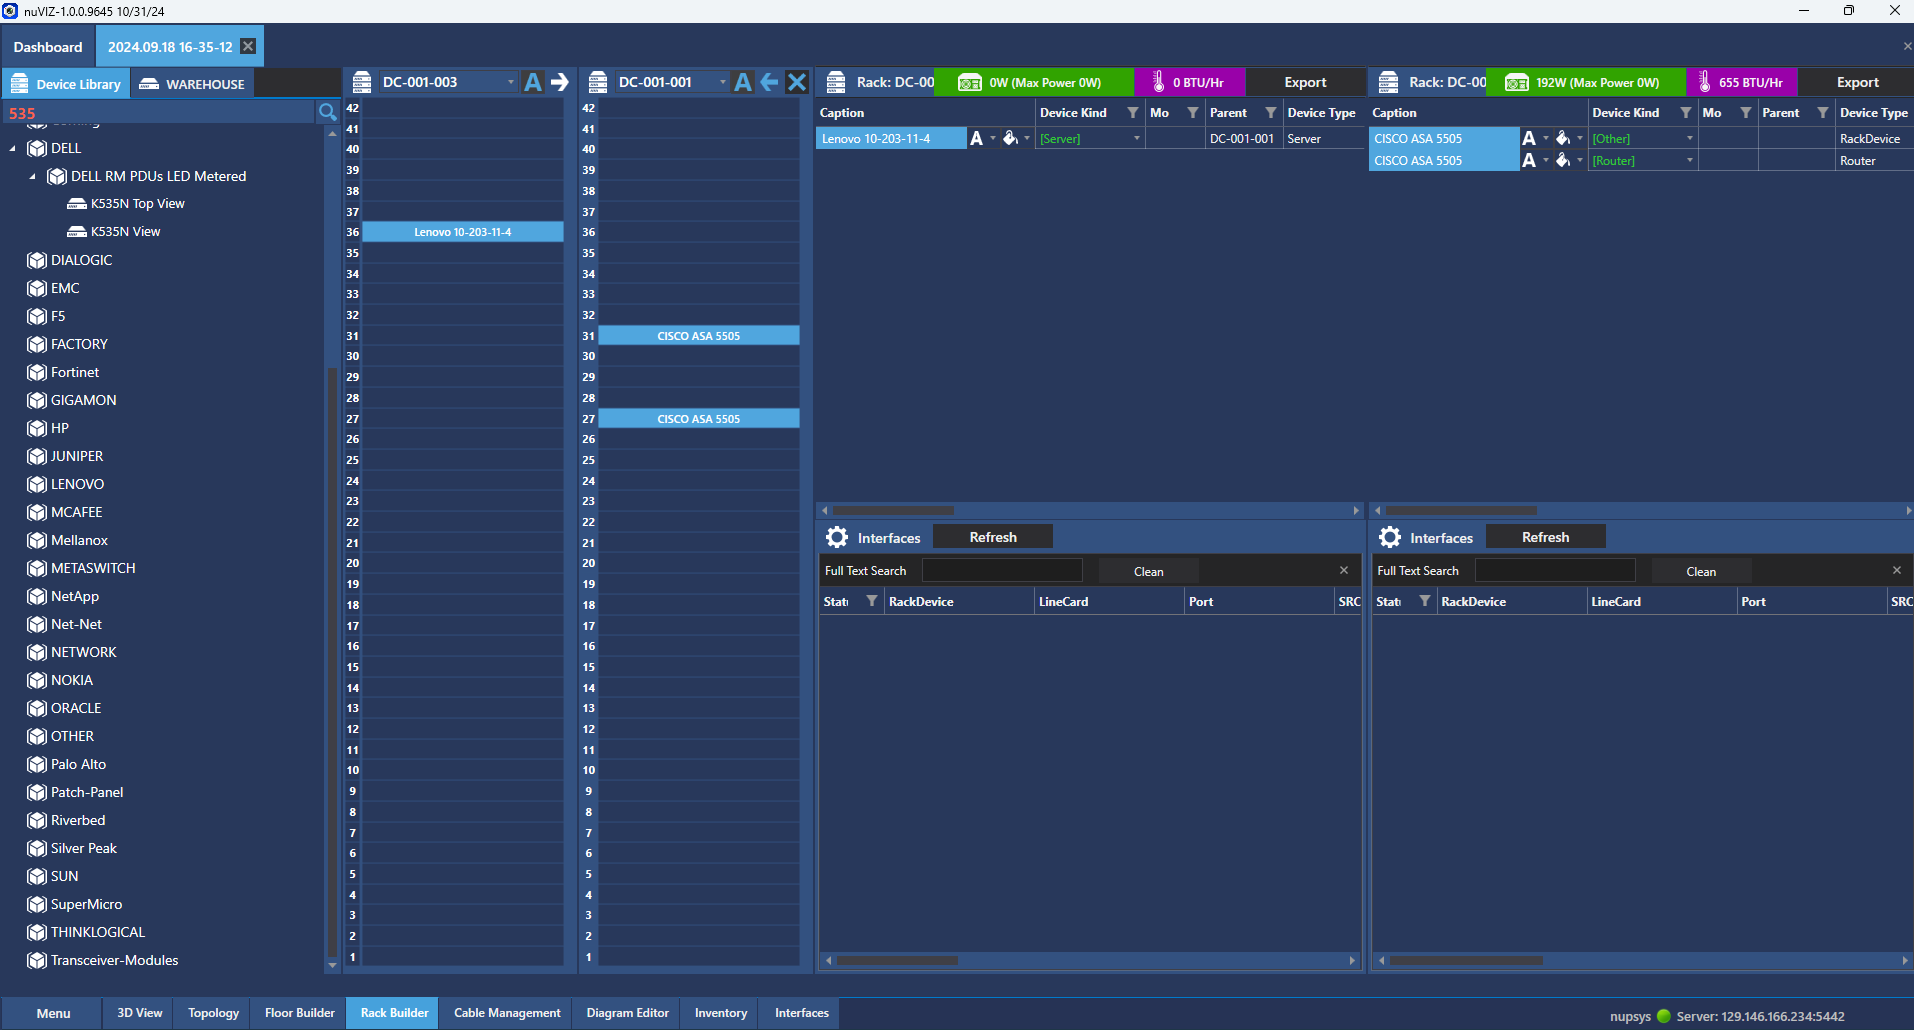 nuVIZ-1.0.0.9645 10/31/24
Dashboard
2024.09.18 16-35-12
Device Library
WAREHOUSE
535
DELL
DELL RM PDUs LED Metered
K535N Top View
K535N View
DIALOGIC
EMC
F5
FACTORY
Fortinet
GIGAMON
HP
JUNIPER
LENOVO
MCAFEE
Mellanox
METASWITCH
NetApp
Net-Net
NETWORK
NOKIA
ORACLE
OTHER
Palo Alto
Patch-Panel
Riverbed
Silver Peak
SUN
SuperMicro
THINKLOGICAL
Transceiver-Modules
DC-001-003
A
42
41
40
39
38
37
36 Lenovo 10-203-11-4
35
34
33
32
31
30
29
28
27
26
25
24
23
22
21
20
19
18
17
16
15
14
13
12
11
10
9
8
7
6
5
4
3
2
1
DC-001-001
A
42
41
40
39
38
37
36
35
34
33
32
31 CISCO ASA 5505
30
29
28
27 CISCO ASA 5505
26
25
24
23
22
21
20
19
18
17
16
15
14
13
12
11
10
9
8
7
6
5
4
3
2
1
Rack: DC-00 0W (Max Power 0W) 0 BTU/Hr Export
Caption Device Kind Mo Parent Device Type
Lenovo 10-203-11-4 A [Server] DC-001-001 Server
Interfaces Refresh
Full Text Search Clean
Stat RackDevice LineCard Port SRC
Rack: DC-00 192W (Max Power 0W) 655 BTU/Hr Export
Caption Device Kind Mo Parent Device Type
CISCO ASA 5505 A [Other] RackDevice
CISCO ASA 5505 A [Router] Router
Interfaces Refresh
Full Text Search Clean
Stat RackDevice LineCard Port SRC
Menu 3D View Topology Floor Builder Rack Builder Cable Management Diagram Editor Inventory Interfaces
nupsys Server: 129.146.166.234:5442